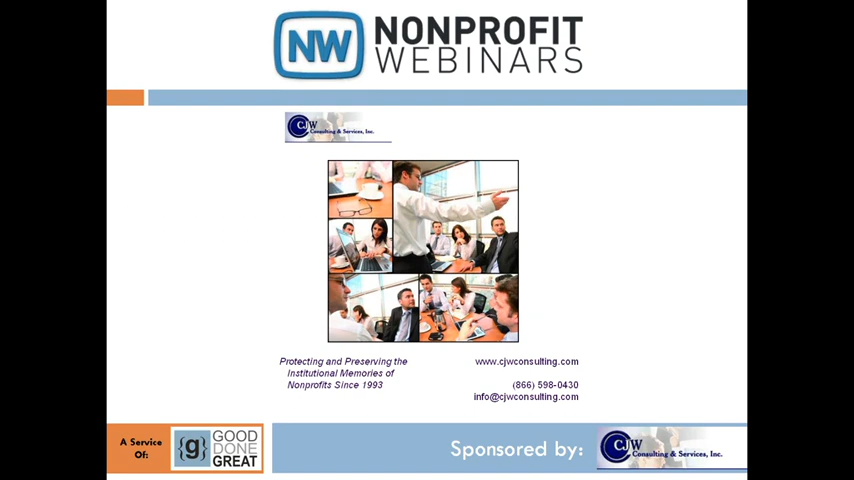 NW NONPROFIT
WEBINARS
CJW
Consulting & Services, Inc.
Protecting and Preserving the
Institutional Memories of
Nonprofits Since 1993
www.cjwconsulting.com
(866) 598-0430
info@cjwconsulting.com
A Service
Of:
{g} GOOD
DONE
GREAT
Sponsored by:
CJW
Consulting & Services, Inc.